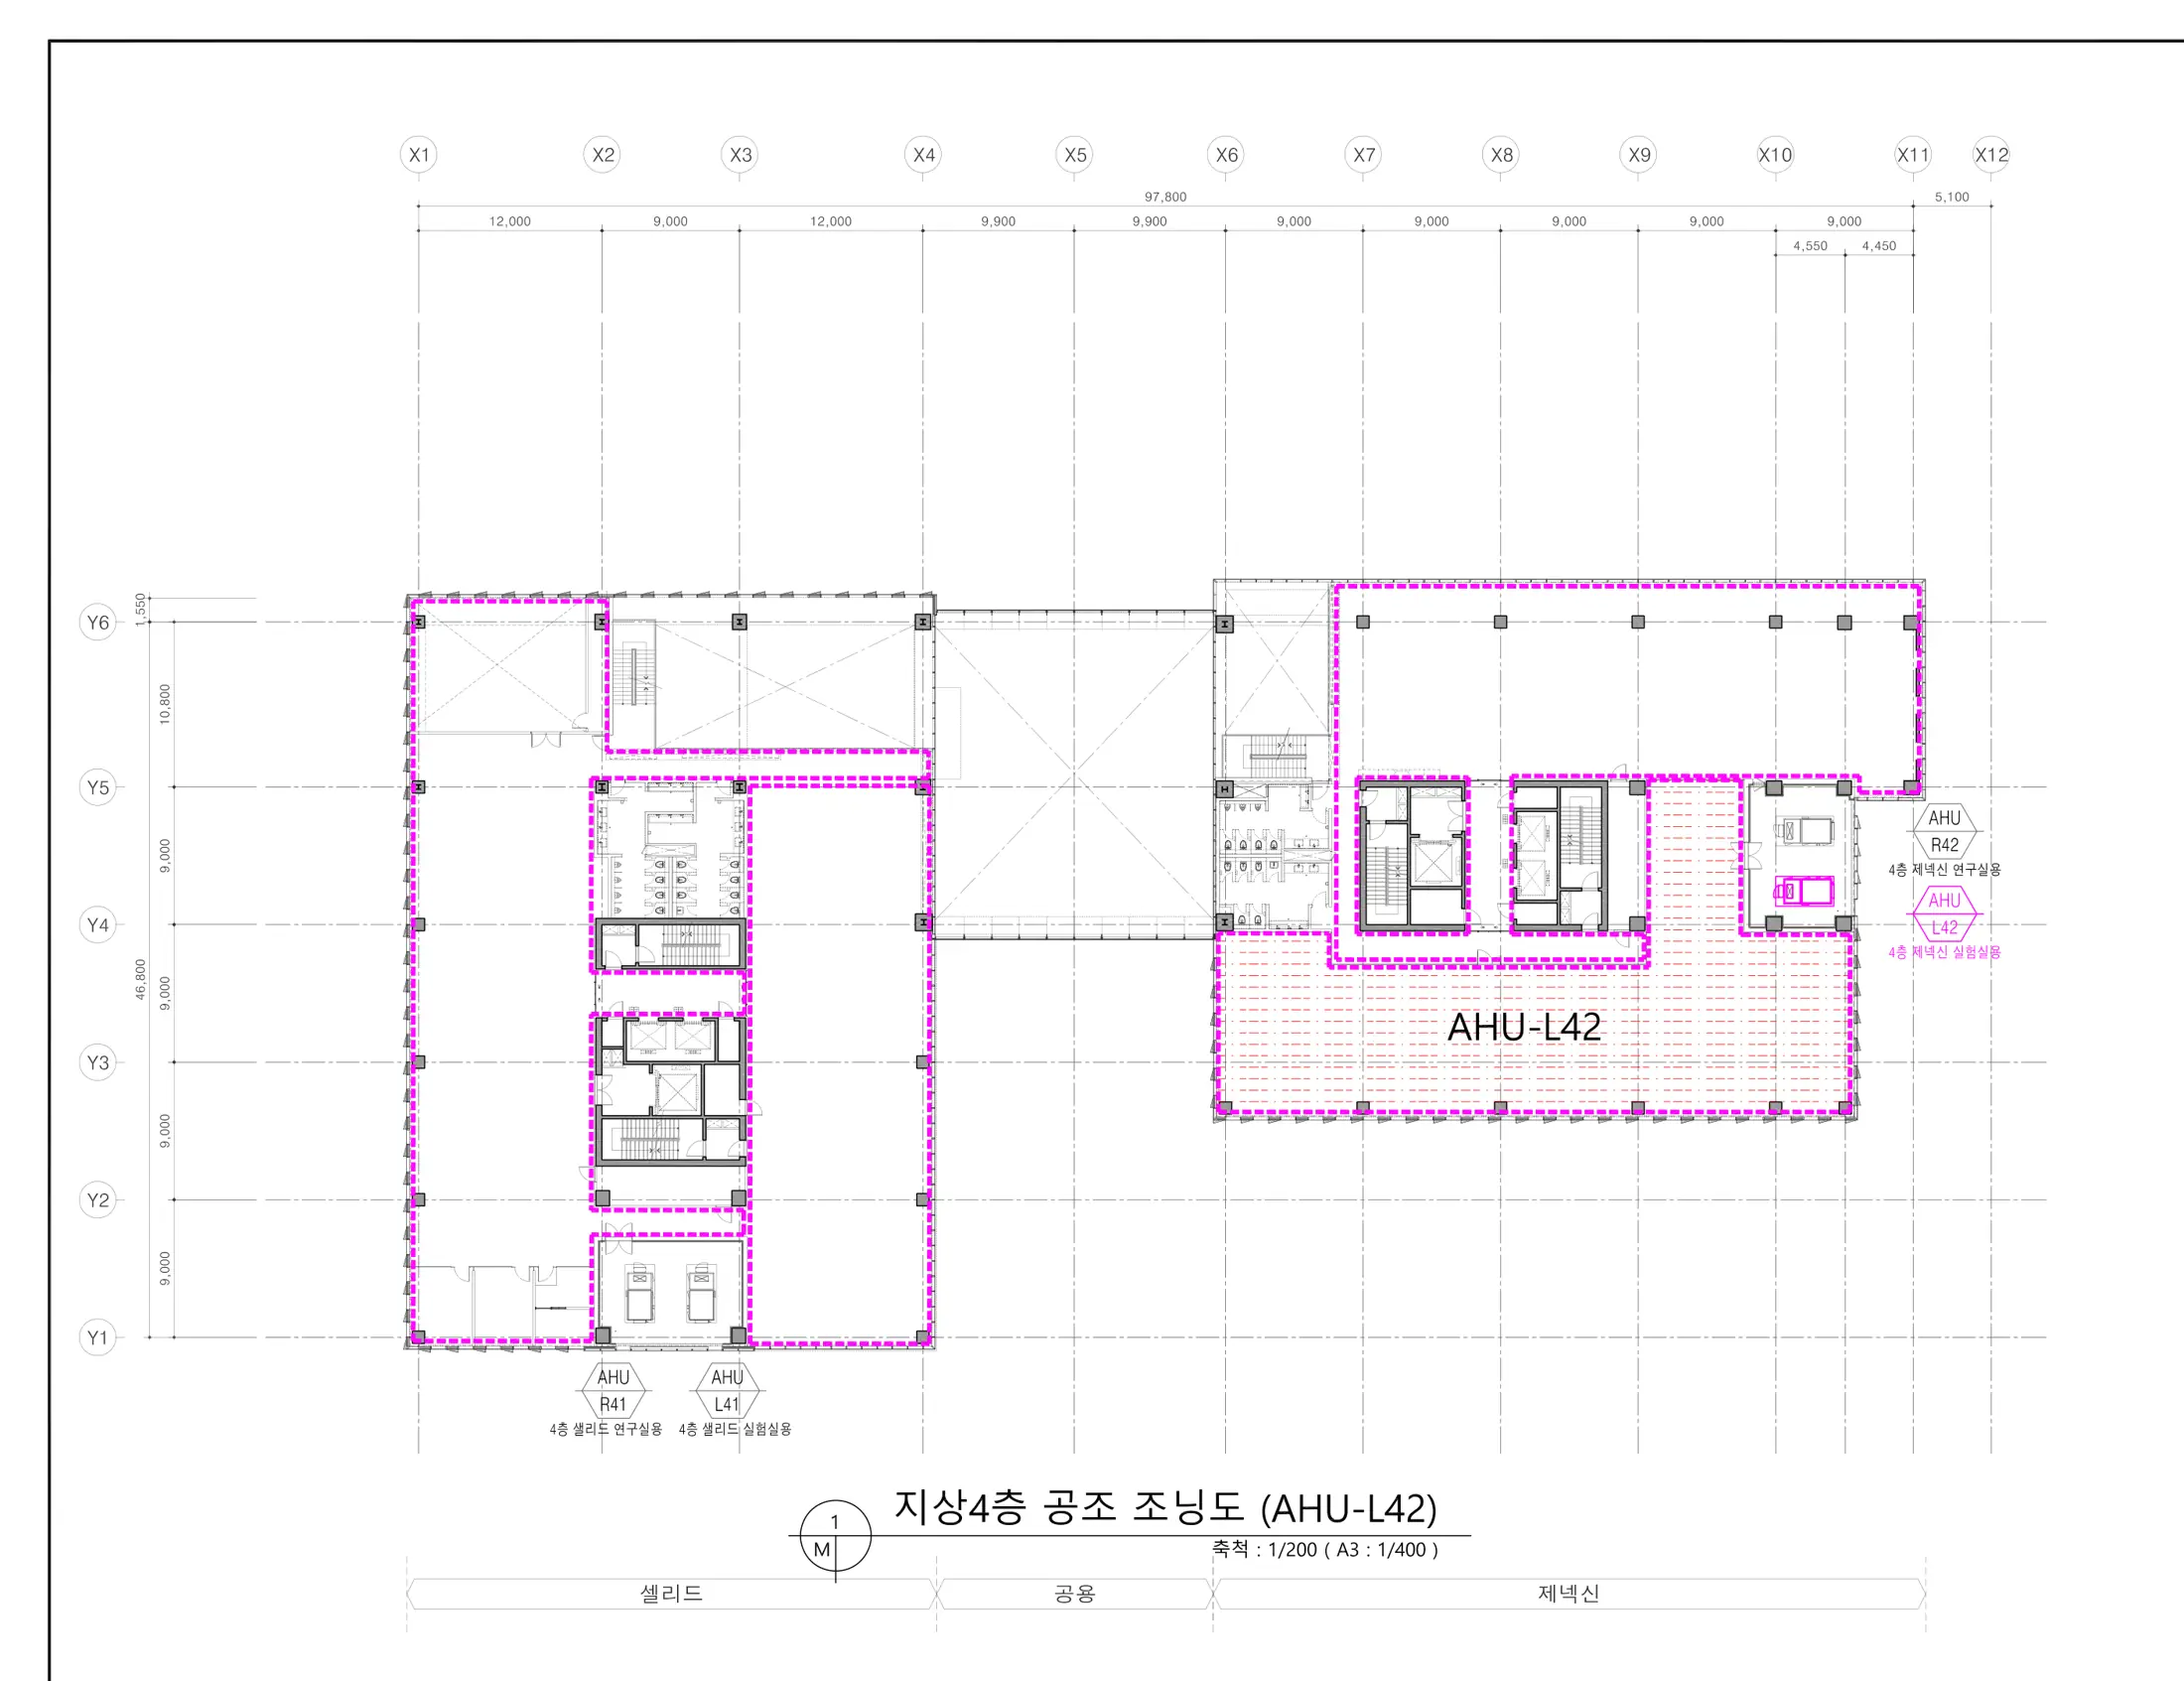 X1 X2 X3 X4 X5 X6 X7 X8 X9 X10 X11 X12
97,800 5,100
12,000 9,000 12,000 9,900 9,900 9,000 9,000 9,000 9,000 9,000
4,550 4,450
1,550
Y6
10,800
Y5
9,000
Y4
46,800
9,000
Y3
9,000
Y2
9,000
Y1
AHU
R42
4층 제넥신 연구실용
AHU
L42
4층 제넥신 실험실용
AHU-L42
AHU
R41
4층 샐리드 연구실용
AHU
L41
4층 샐리드 실험실용
1
M
지상4층 공조 조닝도 (AHU-L42)
축척 : 1/200 ( A3 : 1/400 )
셀리드 공용 제넥신